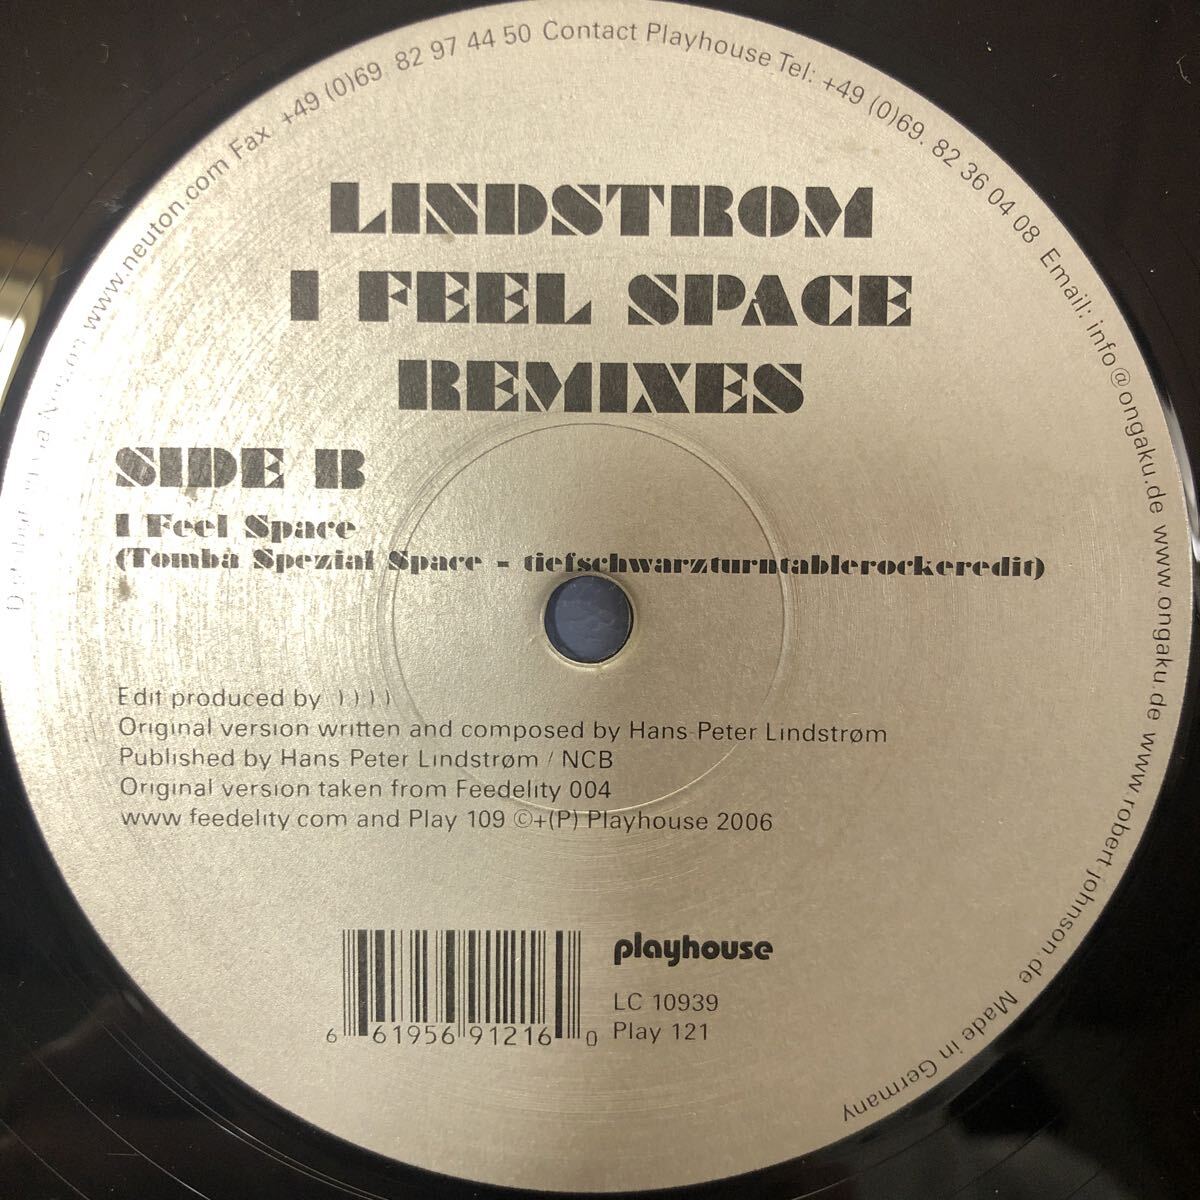 www.neuton.com Fax +49 (0)69 82 97 44 50 Contact Playhouse Tel: +49 (0)69. 82 36 04 08 Email: info@ongaku.de www.ongaku.de www.robert-johnson.de Made in Germany
LINDSTROM
I FEEL SPACE
REMIXES
SIDE B
I Feel Space
(Tomba Spezial Space - tiefschwarzturntablerockeredit)
Edit produced by ) ) ) ) )
Original version written and composed by Hans-Peter Lindstrøm
Published by Hans Peter Lindstrøm / NCB
Original version taken from Feedelity 004
www feedelity.com and Play 109 ©+(P) Playhouse 2006
playhouse
LC 10939
Play 121
6 61956 91216 0